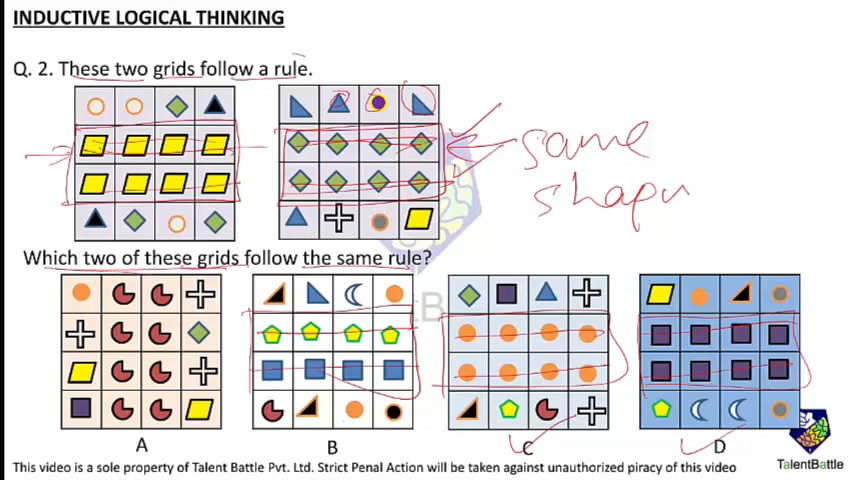 INDUCTIVE LOGICAL THINKING
Q. 2. These two grids follow a rule.
same
Which two of these grids follow the same rule?
A
B
C
D
TalentBattle
This video is a sole property of Talent Battle Pvt. Ltd. Strict Penal Action will be taken against unauthorized piracy of this video